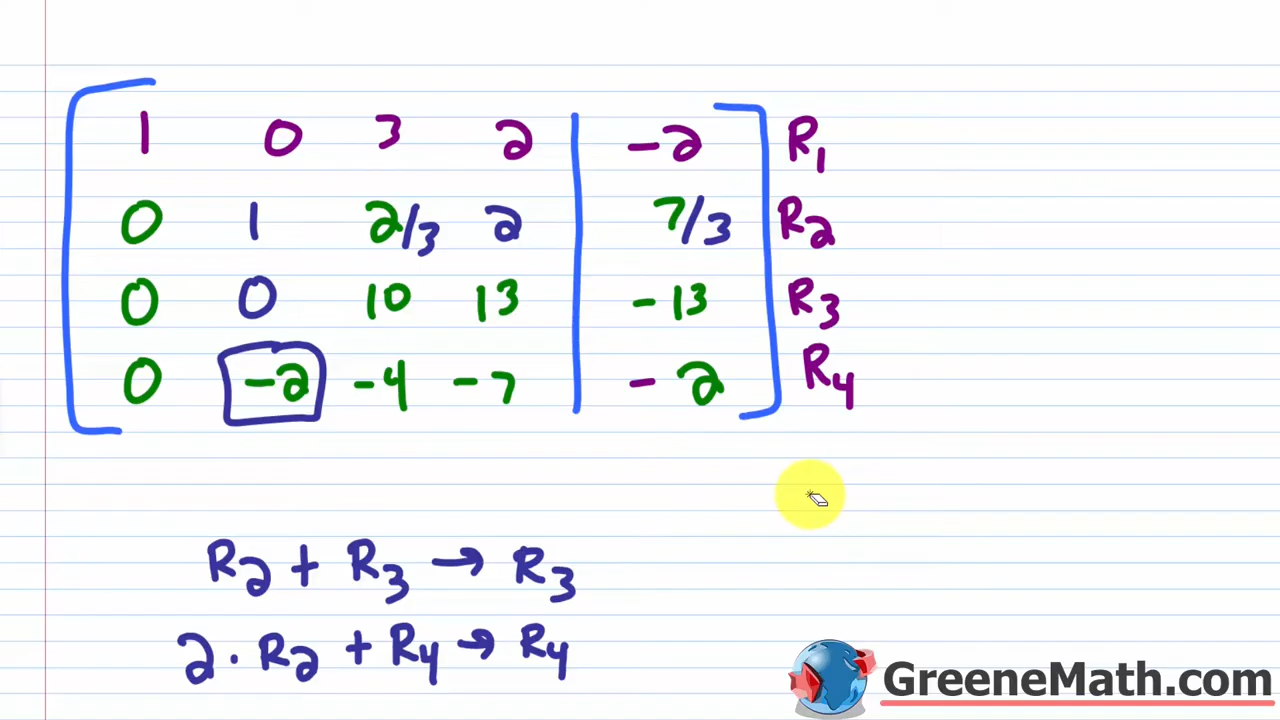 1 0 3 2 | -2 R1
0 1 2/3 2 | 7/3 R2
0 0 10 13 | -13 R3
0 -2 -4 -7 | -2 R4
R2 + R3 → R3
2 · R2 + R4 → R4
GreeneMath.com